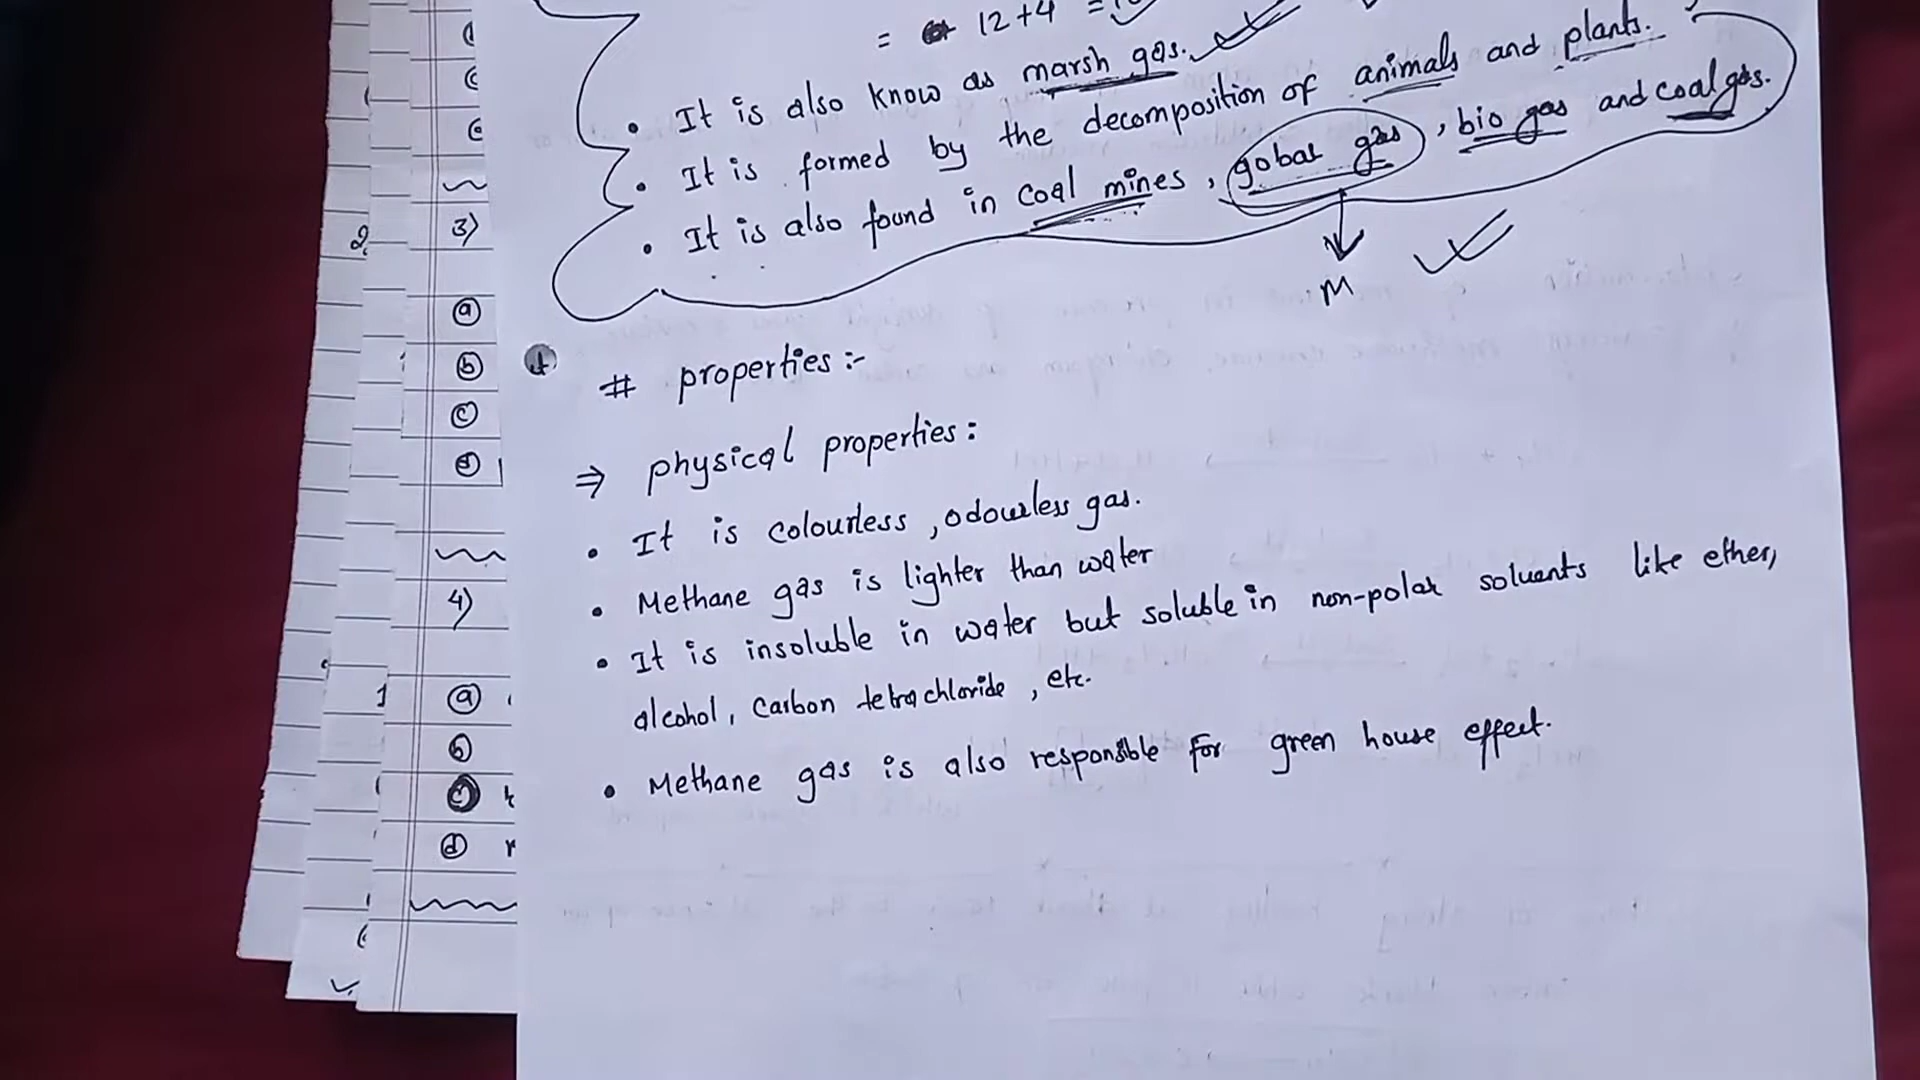 = 12+4 =
• It is also know as marsh gas.
• It is formed by the decomposition of animals and plants.
• It is also found in coal mines, gobar gas, bio gas and coal gas.
M
# properties :-
⇒ physical properties :
• It is colourless, odourless gas.
• Methane gas is lighter than water
• It is insoluble in water but soluble in non-polar solvents like ether,
alcohol, carbon tetrachloride, etc.
• Methane gas is also responsible for green house effect.
2.
3)
a
b
c
d
4)
1
a
b
c
d